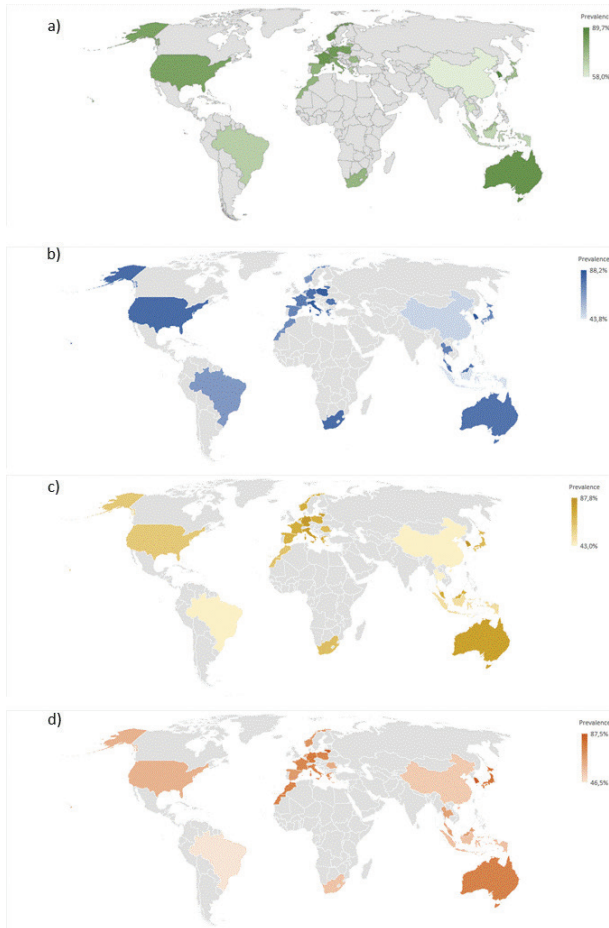 a)
Prevalence
89,7%
58,0%
b)
Prevalence
88,2%
43,8%
c)
Prevalence
87,8%
43,0%
d)
Prevalence
87,5%
46,5%